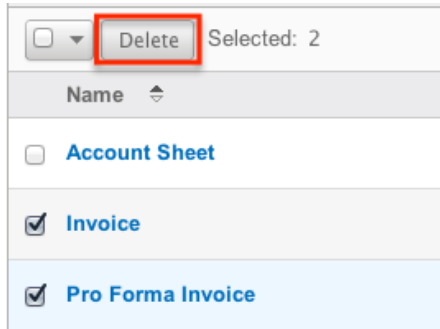 Delete Selected: 2
Name
Account Sheet
Invoice
Pro Forma Invoice